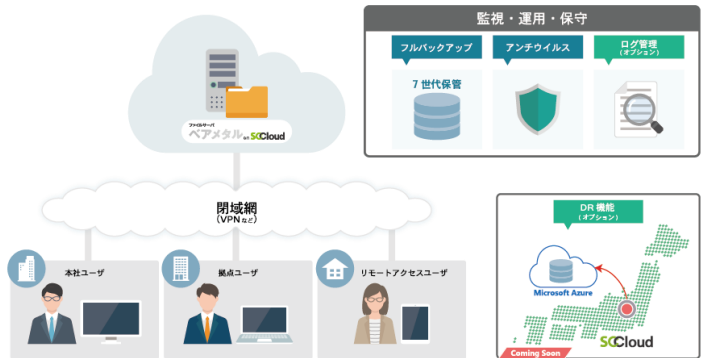 監視・運用・保守
フルバックアップ
7世代保管
アンチウイルス
ログ管理
(オプション)
ファイルサーバ
ベアメタル
SCCloud
閉域網
(VPNなど)
本社ユーザ
拠点ユーザ
リモートアクセスユーザ
DR機能
(オプション)
Microsoft Azure
SCCloud
Coming Soon